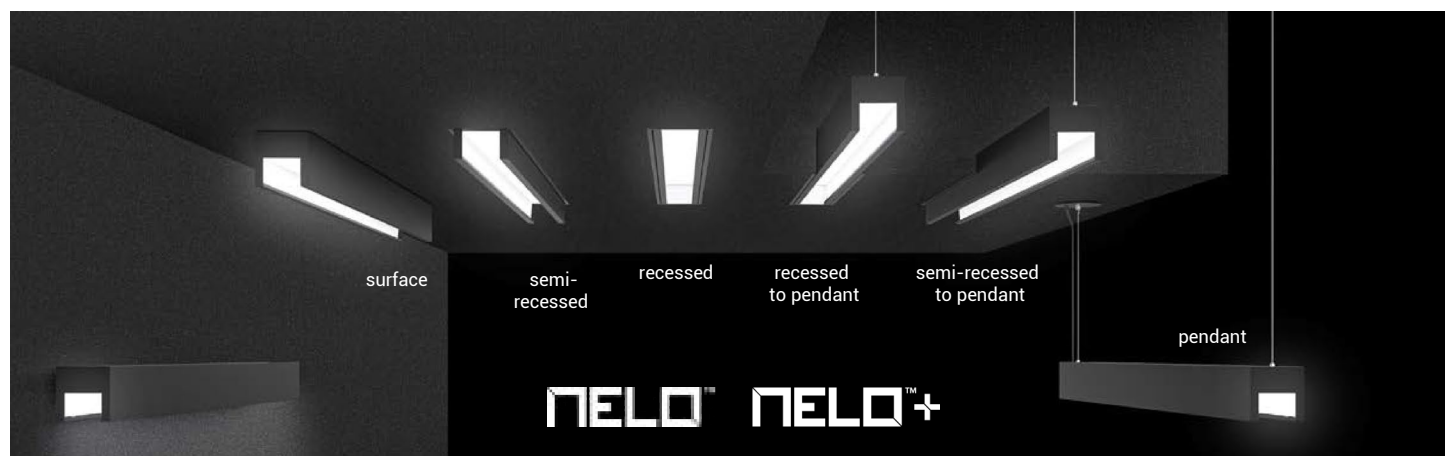 surface
semi-
recessed
recessed
recessed
to pendant
semi-recessed
to pendant
pendant
NELO™ NELO™+